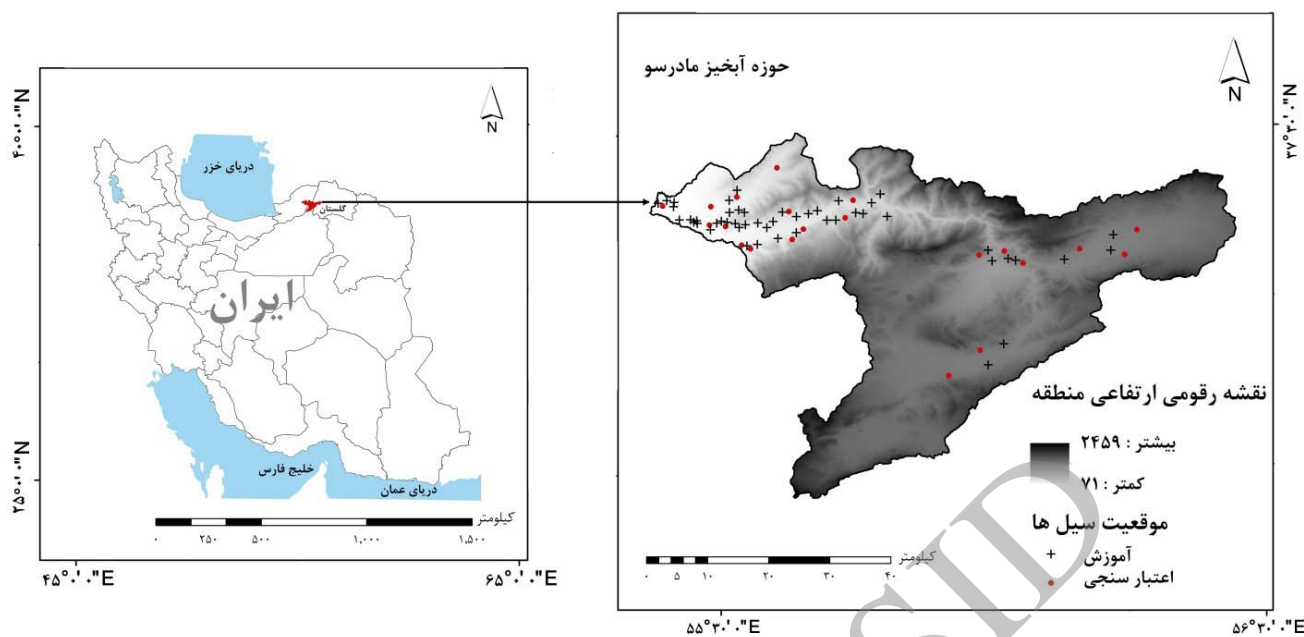 حوزه آبخیز مادرسو
N
N
۴۰°۰'۰"N
۳۷°۳۰'۰"N
دریای خزر
گلستان
ایران
خلیج فارس
دریای عمان
۲۵°۰'۰"N
کیلومتر
۰ ۲۵۰ ۵۰۰ ۱,۰۰۰ ۱,۵۰۰
۴۵°۰'۰"E
۶۵°۰'۰"E
نقشه رقومی ارتفاعی منطقه
بیشتر : ۲۴۵۹
کمتر : ۷۱
موقعیت سیل ها
آموزش
اعتبار سنجی
کیلومتر
۰ ۵ ۱۰ ۲۰ ۳۰ ۴۰
۵۵°۳۰'۰"E
۵۶°۳۰'۰"E
SID